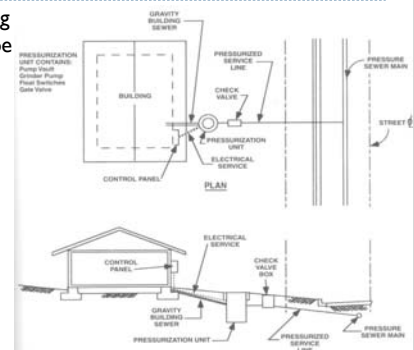 ng
pe
PRESSURIZATION
UNIT CONTAINS:
Pump Vault
Grinder Pump
Float Switches
Gate Valve
GRAVITY
BUILDING
SEWER
PRESSURIZED
SERVICE
LINE
PRESSURE
SEWER MAIN
BUILDING
CHECK
VALVE
STREET
PRESSURIZATION
UNIT
ELECTRICAL
SERVICE
CONTROL PANEL
PLAN
ELECTRICAL
SERVICE
CONTROL
PANEL
CHECK
VALVE
BOX
GRAVITY
BUILDING
SEWER
PRESSURIZATION UNIT
PRESSURIZED
SERVICE
PRESSURE
SEWER MAIN